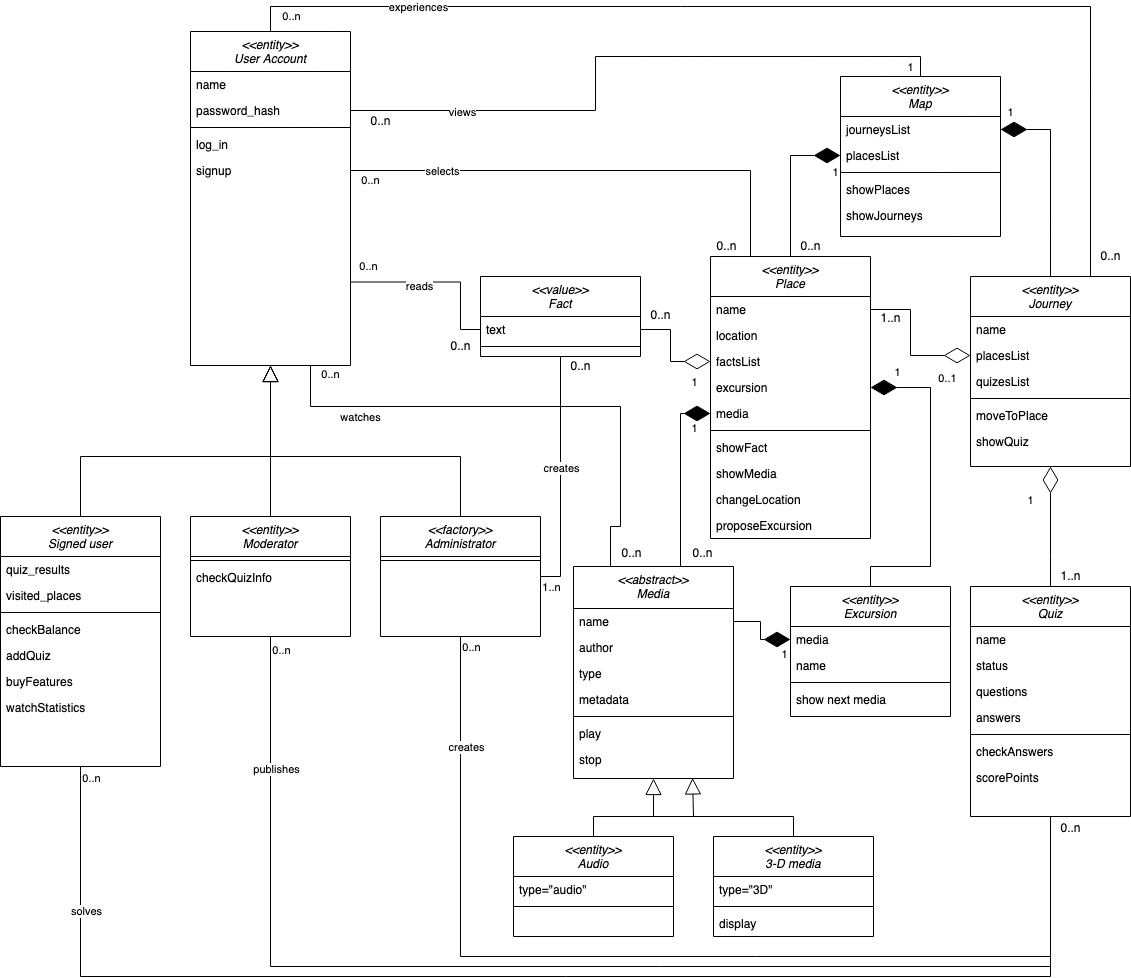 experiences
0..n
<<entity>>
User Account
name
password_hash
log_in
signup
views
0..n
1
<<entity>>
Map
journeysList
placesList
showPlaces
showJourneys
1
1
selects
0..n
0..n
0..n
0..n
0..n
reads
0..n
<<value>>
Fact
text
0..n
0..n
1
<<entity>>
Place
name
location
factsList
excursion
media
showFact
showMedia
changeLocation
proposeExcursion
1..n
0..1
1
1
<<entity>>
Journey
name
placesList
quizesList
moveToPlace
showQuiz
1
1..n
0..n
watches
creates
1..n
<<entity>>
Signed user
quiz_results
visited_places
checkBalance
addQuiz
buyFeatures
watchStatistics
<<entity>>
Moderator
checkQuizInfo
<<factory>>
Administrator
0..n
0..n
<<abstract>>
Media
name
author
type
metadata
play
stop
1
<<entity>>
Excursion
media
name
show next media
<<entity>>
Quiz
name
status
questions
answers
checkAnswers
scorePoints
0..n
0..n
0..n
0..n
creates
publishes
solves
<<entity>>
Audio
type="audio"
<<entity>>
3-D media
type="3D"
display